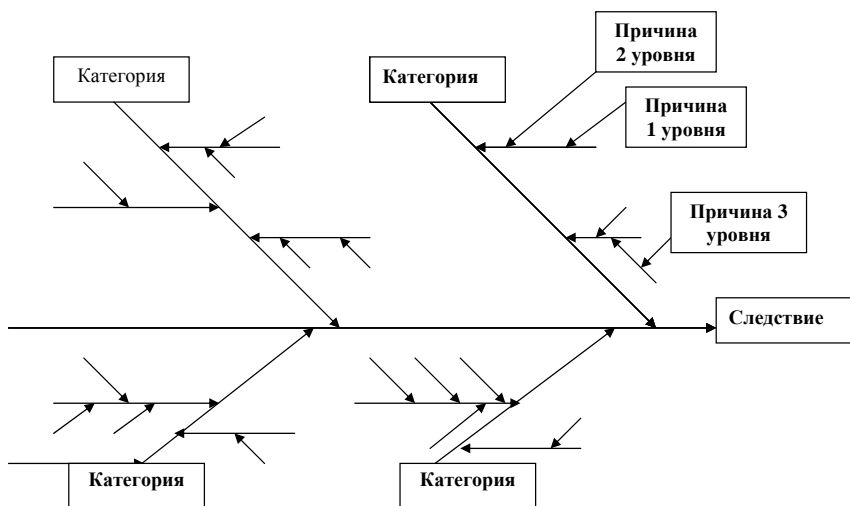 Причина
2 уровня
Категория
Категория
Причина
1 уровня
Причина 3
уровня
Следствие
Категория
Категория